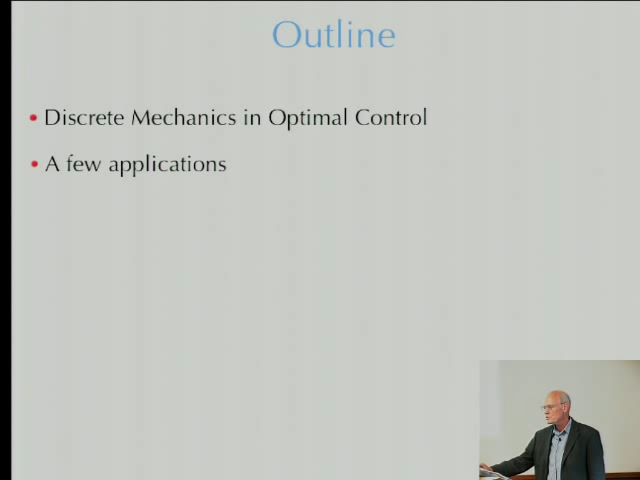 Outline
• Discrete Mechanics in Optimal Control
• A few applications